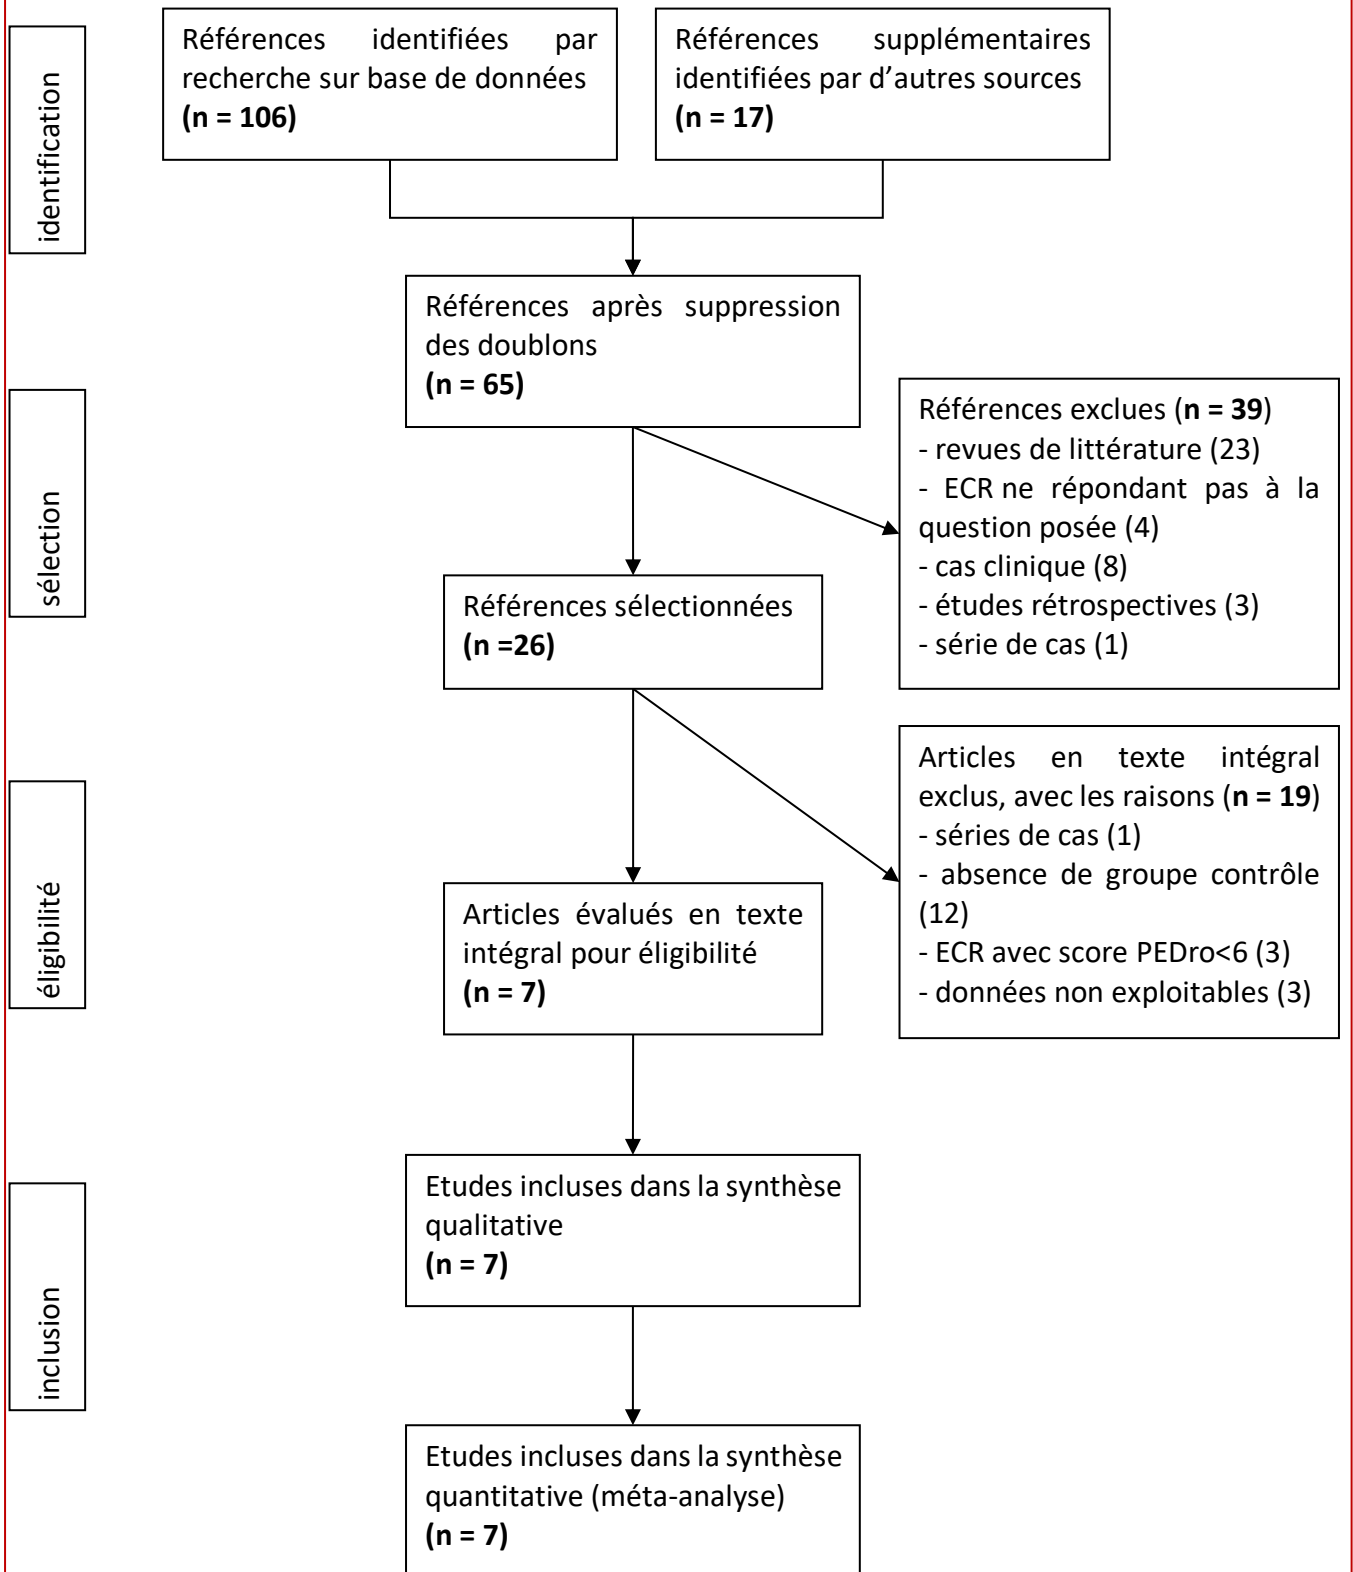 identification
Références identifiées par
recherche sur base de données
(n = 106)
Références supplémentaires
identifiées par d’autres sources
(n = 17)
Références après suppression
des doublons
(n = 65)
sélection
Références exclues (n = 39)
- revues de littérature (23)
- ECR ne répondant pas à la
question posée (4)
- cas clinique (8)
- études rétrospectives (3)
- série de cas (1)
Références sélectionnées
(n =26)
éligibilité
Articles en texte intégral
exclus, avec les raisons (n = 19)
- séries de cas (1)
- absence de groupe contrôle
(12)
- ECR avec score PEDro<6 (3)
- données non exploitables (3)
Articles évalués en texte
intégral pour éligibilité
(n = 7)
inclusion
Etudes incluses dans la synthèse
qualitative
(n = 7)
Etudes incluses dans la synthèse
quantitative (méta-analyse)
(n = 7)